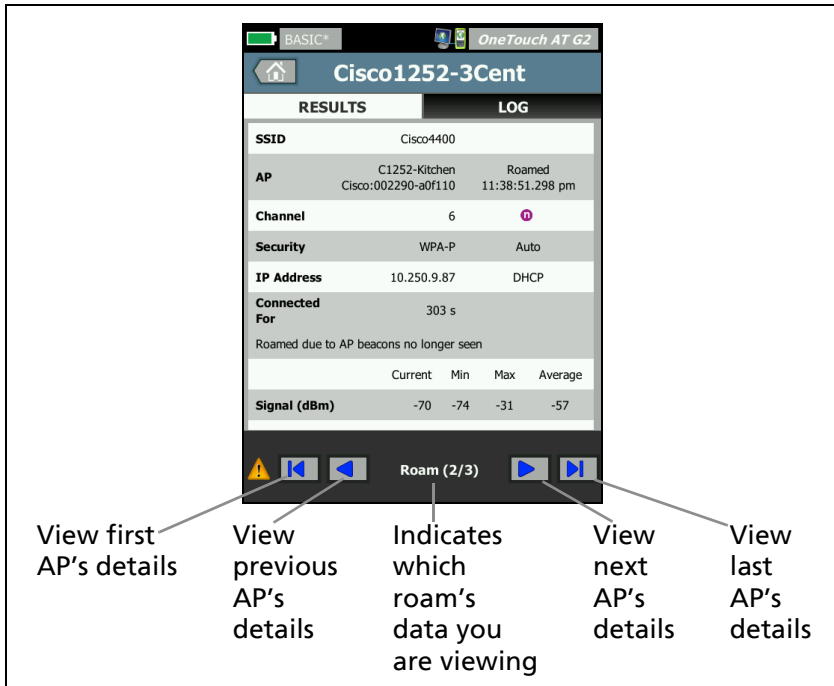 BASIC*
OneTouch AT G2
Cisco1252-3Cent
RESULTS LOG
SSID Cisco4400
AP C1252-Kitchen Roamed
Cisco:002290-a0f110 11:38:51.298 pm
Channel 6 n
Security WPA-P Auto
IP Address 10.250.9.87 DHCP
Connected
For 303 s
Roamed due to AP beacons no longer seen
Current Min Max Average
Signal (dBm) -70 -74 -31 -57
Roam (2/3)
View first
AP's details
View
previous
AP's
details
Indicates
which
roam's
data you
are viewing
View
next
AP's
details
View
last
AP's
details